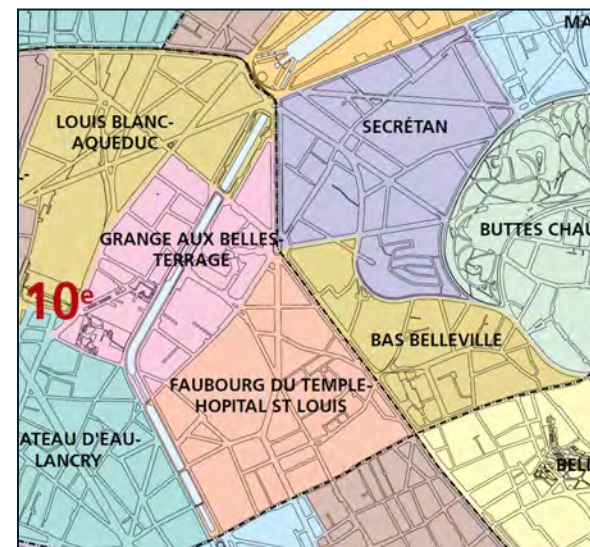 MA
LOUIS BLANC-
AQUEDUC
SECRÉTAN
L-
GRANGE AUX BELLES-
TERRAGE
BUTTES CHAU
10e
BAS BELLEVILLE
FAUBOURG DU TEMPLE-
HOPITAL ST LOUIS
ATEAU D'EAU-
LANCRY
BELL